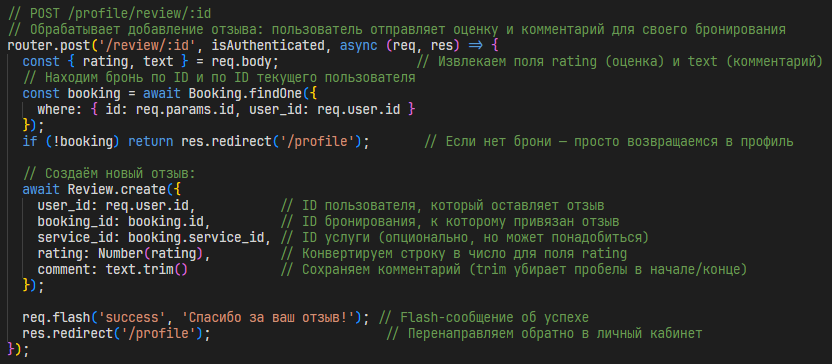 // POST /profile/review/:id
// Обрабатывает добавление отзыва: пользователь отправляет оценку и комментарий для своего бронирования
router.post('/review/:id', isAuthenticated, async (req, res) => {
  const { rating, text } = req.body;                  // Извлекаем поля rating (оценка) и text (комментарий)
  // Находим бронь по ID и по ID текущего пользователя
  const booking = await Booking.findOne({
    where: { id: req.params.id, user_id: req.user.id }
  });
  if (!booking) return res.redirect('/profile');       // Если нет брони — просто возвращаемся в профиль

  // Создаём новый отзыв:
  await Review.create({
    user_id: req.user.id,           // ID пользователя, который оставляет отзыв
    booking_id: booking.id,         // ID бронирования, к которому привязан отзыв
    service_id: booking.service_id, // ID услуги (опционально, но может понадобиться)
    rating: Number(rating),         // Конвертируем строку в число для поля rating
    comment: text.trim()            // Сохраняем комментарий (trim убирает пробелы в начале/конце)
  });

  req.flash('success', 'Спасибо за ваш отзыв!'); // Flash-сообщение об успехе
  res.redirect('/profile');                       // Перенаправляем обратно в личный кабинет
});